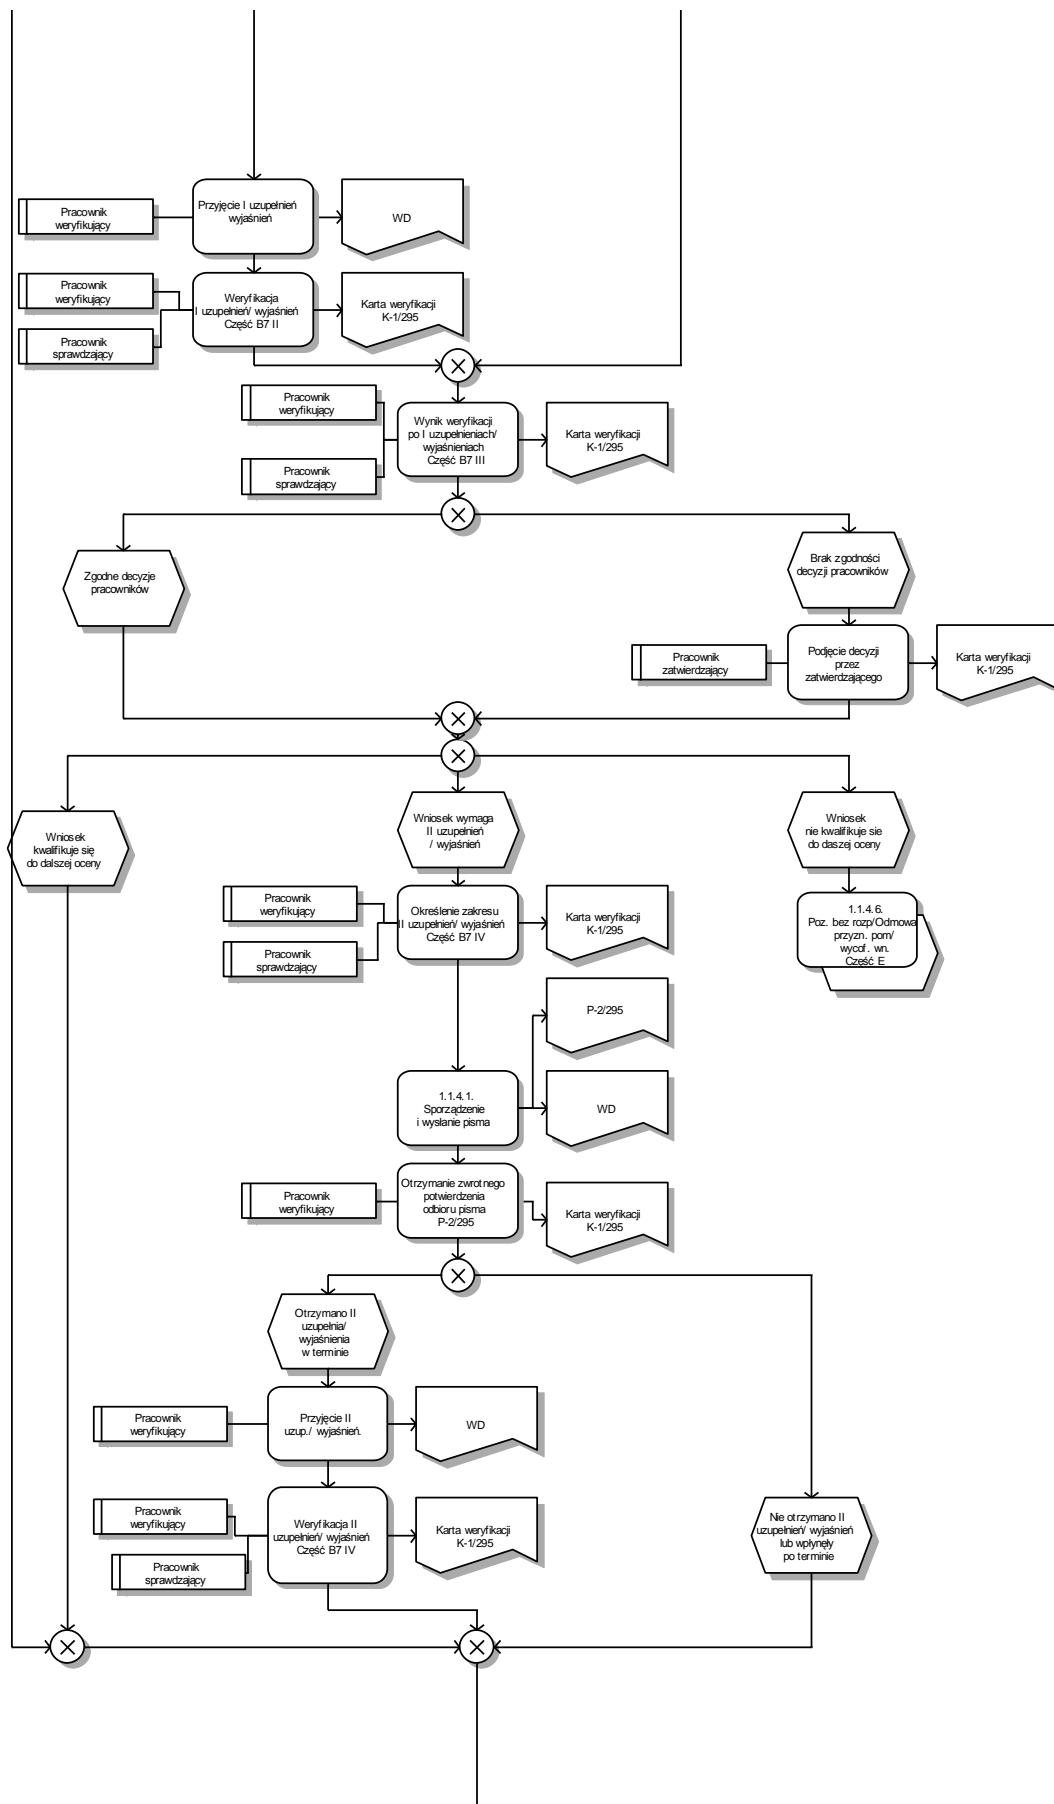 Pracownik
weryfikujący
Przyjęcie I uzupełnień
wyjaśnień
WD
Pracownik
weryfikujący
Pracownik
sprawdzający
Weryfikacja
I uzupełnień/ wyjaśnień
Część B7 II
Karta weryfikacji
K-1/295
Pracownik
weryfikujący
Pracownik
sprawdzający
Wynik weryfikacji
po I uzupełnieniach/
wyjaśnieniach
Część B7 III
Karta weryfikacji
K-1/295
Zgodne decyzje
pracowników
Brak zgodności
decyzji pracowników
Pracownik
zatwierdzający
Podjęcie decyzji
przez
zatwierdzającego
Karta weryfikacji
K-1/295
Wniosek
kwalifikuje się
do dalszej oceny
Wniosek wymaga
II uzupełnień
/ wyjaśnień
Wniosek
nie kwalifikuje sie
do daszej oceny
Pracownik
weryfikujący
Pracownik
sprawdzający
Określenie zakresu
II uzupełnień/ wyjaśnień
Część B7 IV
Karta weryfikacji
K-1/295
1.1.4.6.
Poz. bez rozp/Odmowa
przyzn. pom/
wycof. wn.
Część E
P-2/295
1.1.4.1.
Sporządzenie
i wysłanie pisma
WD
Pracownik
weryfikujący
Otrzymanie zwrotnego
potwierdzenia
odbioru pisma
P-2/295
Karta weryfikacji
K-1/295
Otrzymano II
uzupełnia/
wyjaśnienia
w terminie
Pracownik
weryfikujący
Przyjęcie II
uzup./ wyjaśnień.
WD
Pracownik
weryfikujący
Pracownik
sprawdzający
Weryfikacja II
uzupełnień/ wyjaśnień
Część B7 IV
Karta weryfikacji
K-1/295
Nie otrzymano II
uzupełnień/ wyjaśnień
lub wpłynęły
po terminie